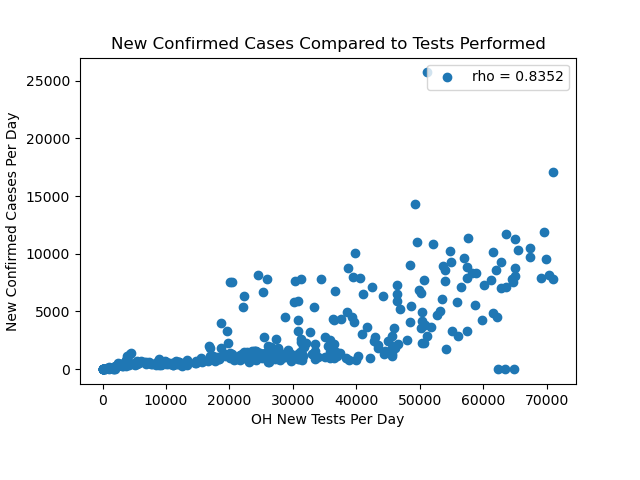 New Confirmed Cases Compared to Tests Performed
rho = 0.8352
New Confirmed Caeses Per Day
25000
20000
15000
10000
5000
0
0 10000 20000 30000 40000 50000 60000 70000
OH New Tests Per Day